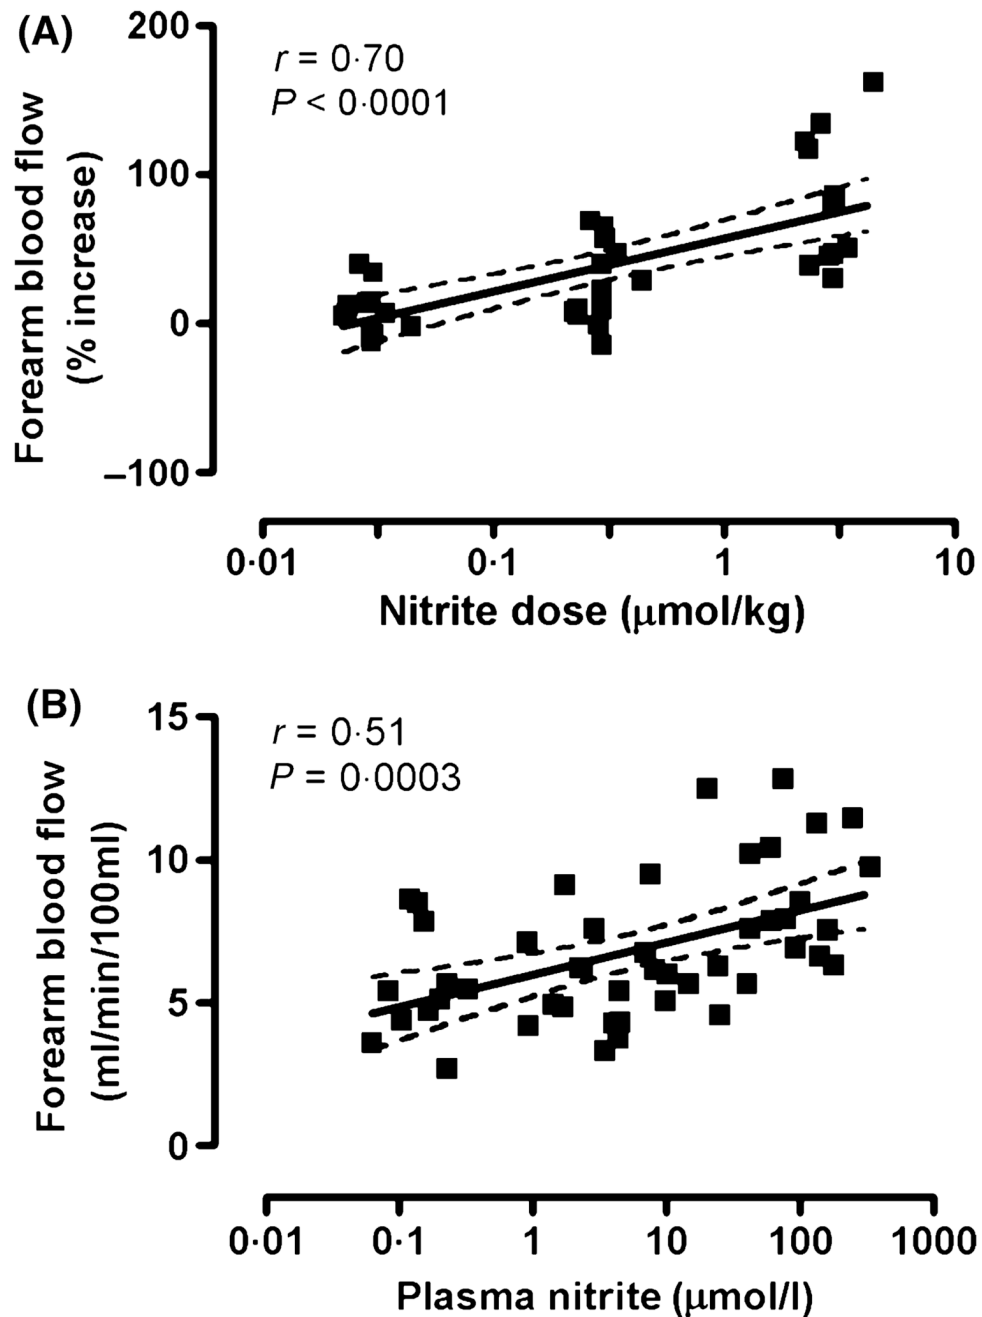 (A)
200
r = 0·70
P < 0·0001
Forearm blood flow
(% increase)
100
0
–100
0·01
0·1
1
10
Nitrite dose (μmol/kg)
(B)
15
r = 0·51
P = 0·0003
Forearm blood flow
(ml/min/100ml)
10
5
0
0·01
0·1
1
10
100
1000
Plasma nitrite (μmol/l)